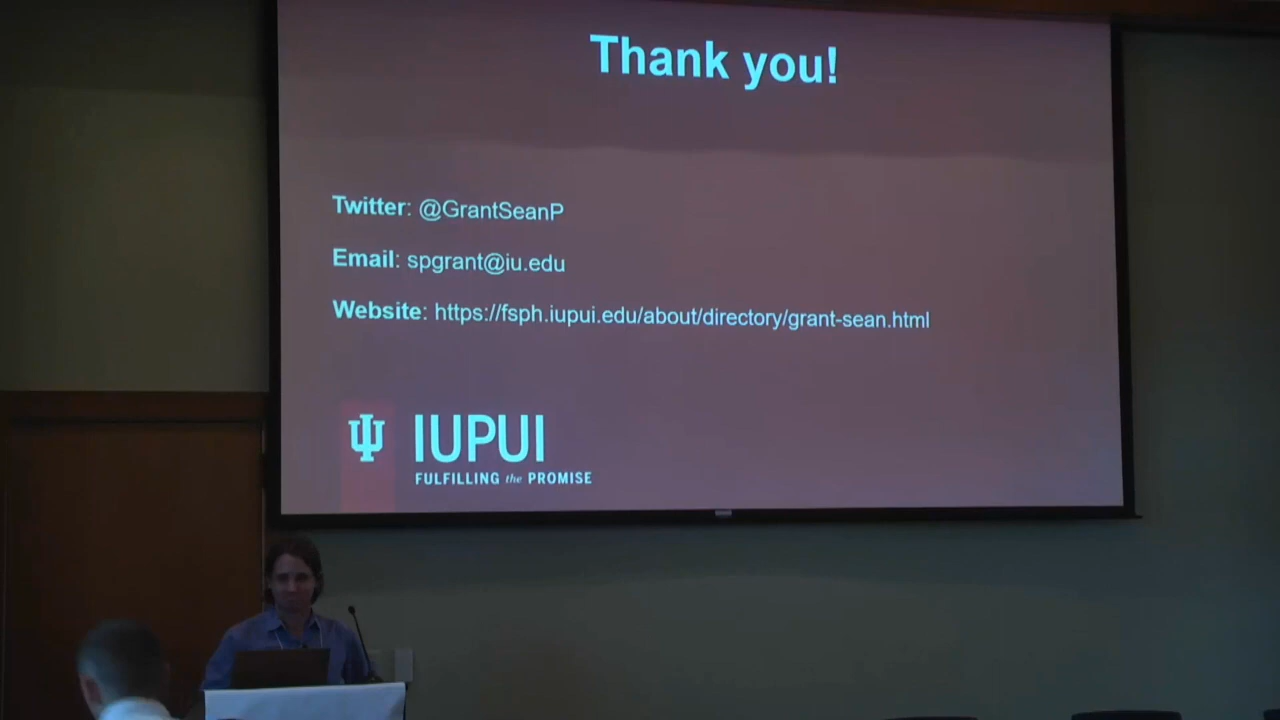 Thank you!
Twitter: @GrantSeanP
Email: spgrant@iu.edu
Website: https://fsph.iupui.edu/about/directory/grant-sean.html
IUPUI
FULFILLING the PROMISE